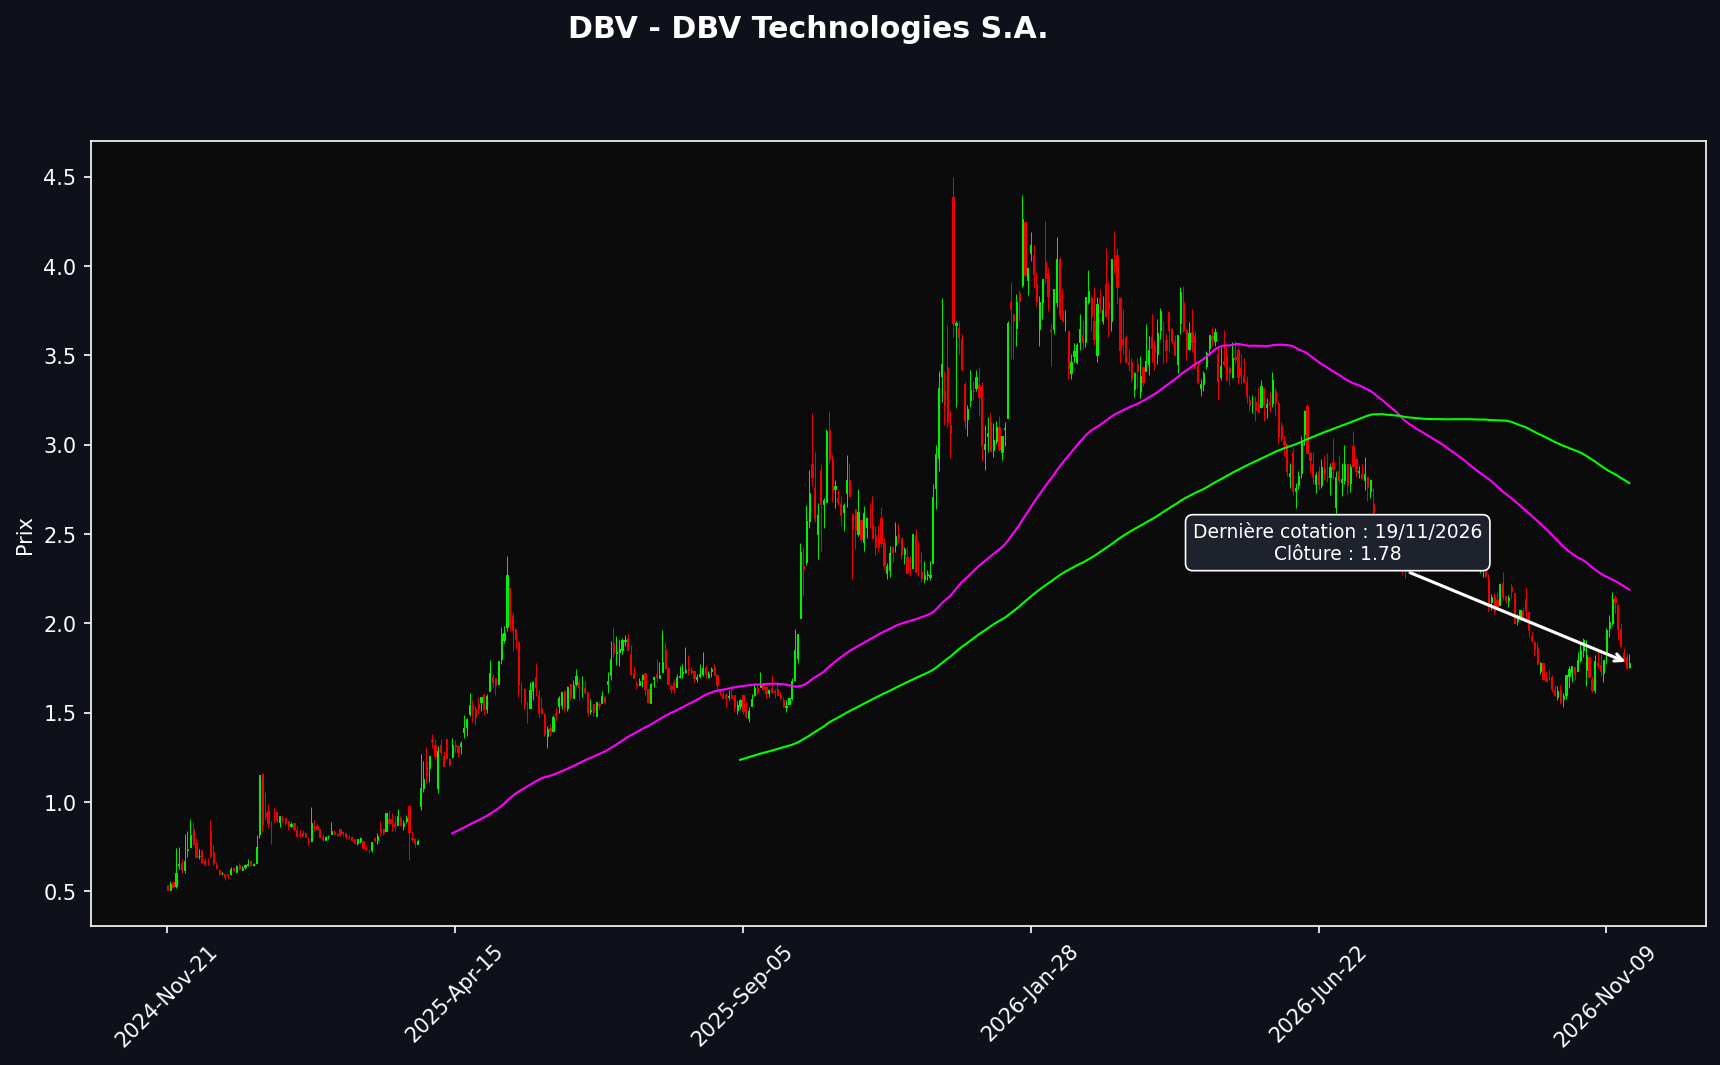 DBV - DBV Technologies S.A.
Prix
4.5
4.0
3.5
3.0
2.5
2.0
1.5
1.0
0.5
Dernière cotation : 19/11/2026
Clôture : 1.78
2024-Nov-21
2025-Apr-15
2025-Sep-05
2026-Jan-28
2026-Jun-22
2026-Nov-09